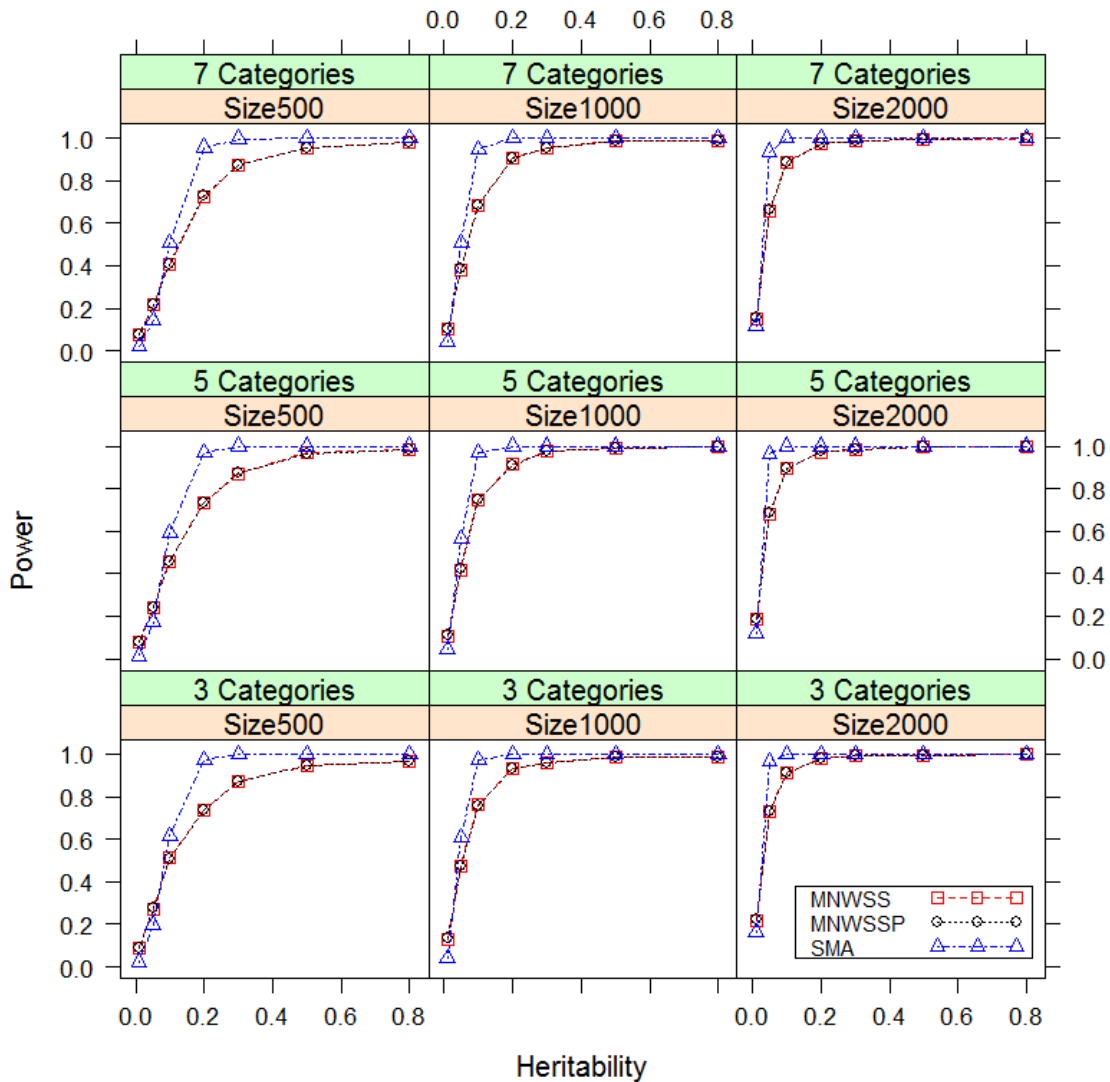 0.0 0.2 0.4 0.6 0.8
7 Categories 7 Categories 7 Categories
Size500 Size1000 Size2000
1.0
0.8
0.6
0.4
0.2
0.0
5 Categories 5 Categories 5 Categories
Size500 Size1000 Size2000
1.0
0.8
0.6
0.4
0.2
0.0
Power
3 Categories 3 Categories 3 Categories
Size500 Size1000 Size2000
1.0
0.8
0.6
0.4
0.2
0.0
MNWSS
MNWSSP
SMA
0.0 0.2 0.4 0.6 0.8 0.0 0.2 0.4 0.6 0.8
Heritability